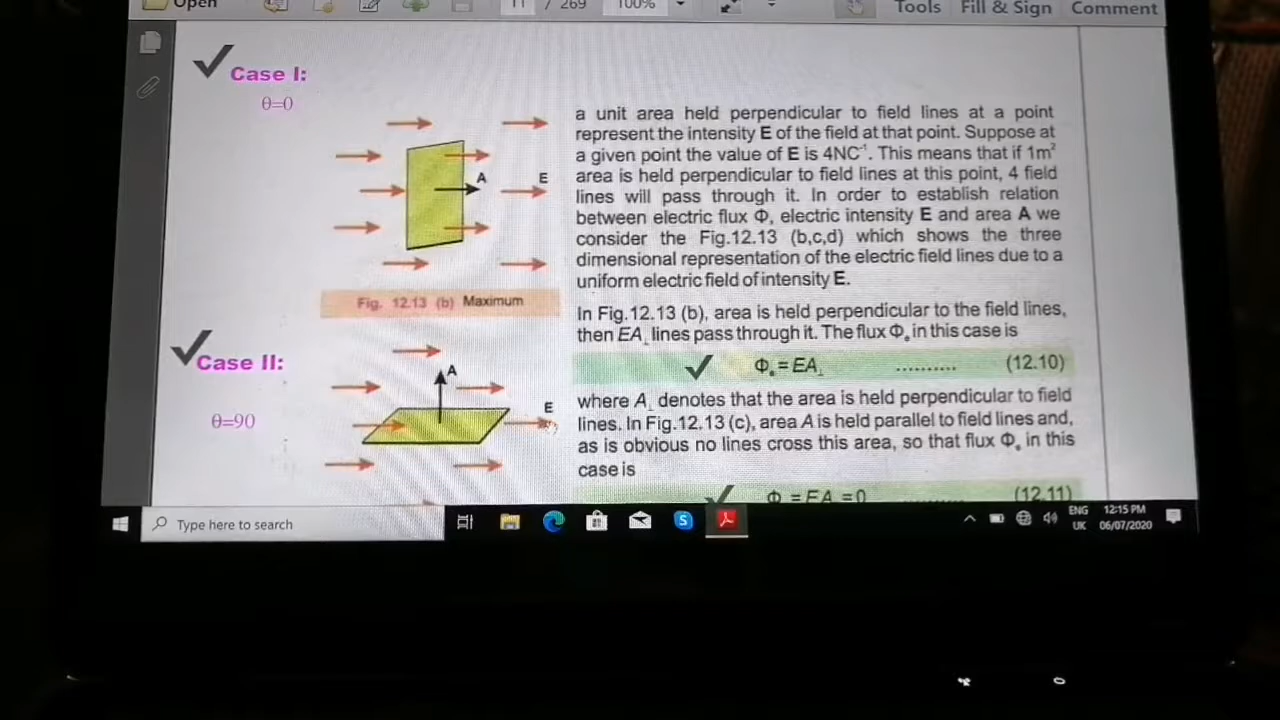 Open
11 / 269
100%
Tools Fill & Sign Comment
Case I:
θ=0
A
E
Fig. 12.13 (b) Maximum
Case II:
θ=90
A
E
a unit area held perpendicular to field lines at a point
represent the intensity E of the field at that point. Suppose at
a given point the value of E is 4NC⁻¹. This means that if 1m²
area is held perpendicular to field lines at this point, 4 field
lines will pass through it. In order to establish relation
between electric flux Φ, electric intensity E and area A we
consider the Fig.12.13 (b,c,d) which shows the three
dimensional representation of the electric field lines due to a
uniform electric field of intensity E.
In Fig.12.13 (b), area is held perpendicular to the field lines,
then EA⊥ lines pass through it. The flux Φₑ in this case is
Φₑ = EA⊥ .......... (12.10)
where A⊥ denotes that the area is held perpendicular to field
lines. In Fig.12.13 (c), area A is held parallel to field lines and,
as is obvious no lines cross this area, so that flux Φₑ in this
case is
Φ = EA = 0 (12.11)
Type here to search
ENG
UK
12:15 PM
06/07/2020